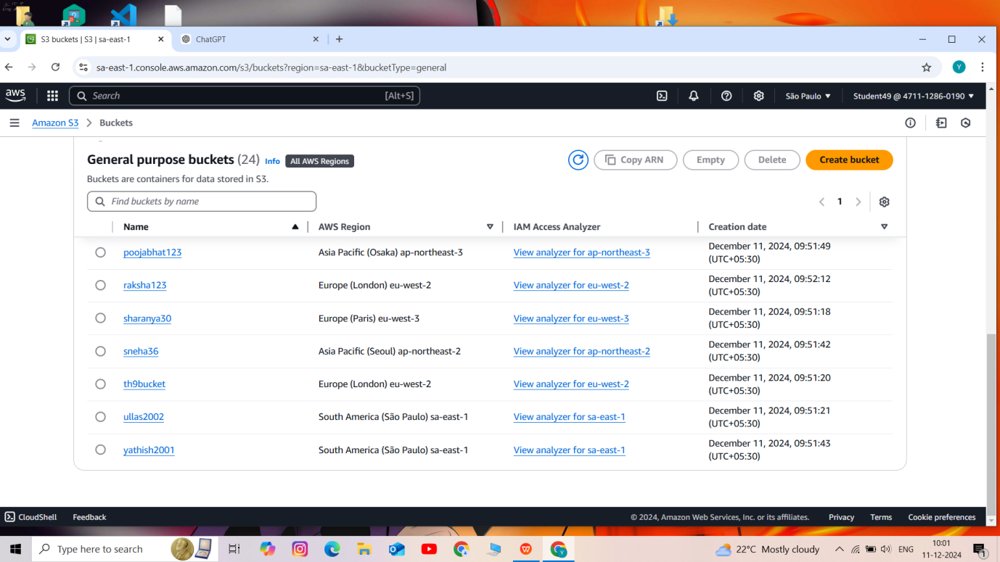 S3 buckets | S3 | sa-east-1
ChatGPT
sa-east-1.console.aws.amazon.com/s3/buckets?region=sa-east-1&bucketType=general
Y
aws
Search
[Alt+S]
São Paulo
Student49 @ 4711-1286-0190
Amazon S3 > Buckets
General purpose buckets (24) Info All AWS Regions
Copy ARN
Empty
Delete
Create bucket
Buckets are containers for data stored in S3.
Find buckets by name
1
Name AWS Region IAM Access Analyzer Creation date
poojabhat123 Asia Pacific (Osaka) ap-northeast-3 View analyzer for ap-northeast-3 December 11, 2024, 09:51:49
(UTC+05:30)
raksha123 Europe (London) eu-west-2 View analyzer for eu-west-2 December 11, 2024, 09:52:12
(UTC+05:30)
sharanya30 Europe (Paris) eu-west-3 View analyzer for eu-west-3 December 11, 2024, 09:51:18
(UTC+05:30)
sneha36 Asia Pacific (Seoul) ap-northeast-2 View analyzer for ap-northeast-2 December 11, 2024, 09:51:42
(UTC+05:30)
th9bucket Europe (London) eu-west-2 View analyzer for eu-west-2 December 11, 2024, 09:51:20
(UTC+05:30)
ullas2002 South America (São Paulo) sa-east-1 View analyzer for sa-east-1 December 11, 2024, 09:51:21
(UTC+05:30)
yathish2001 South America (São Paulo) sa-east-1 View analyzer for sa-east-1 December 11, 2024, 09:51:43
(UTC+05:30)
CloudShell Feedback © 2024, Amazon Web Services, Inc. or its affiliates. Privacy Terms Cookie preferences
Type here to search
22°C Mostly cloudy
ENG
10:01
11-12-2024
1